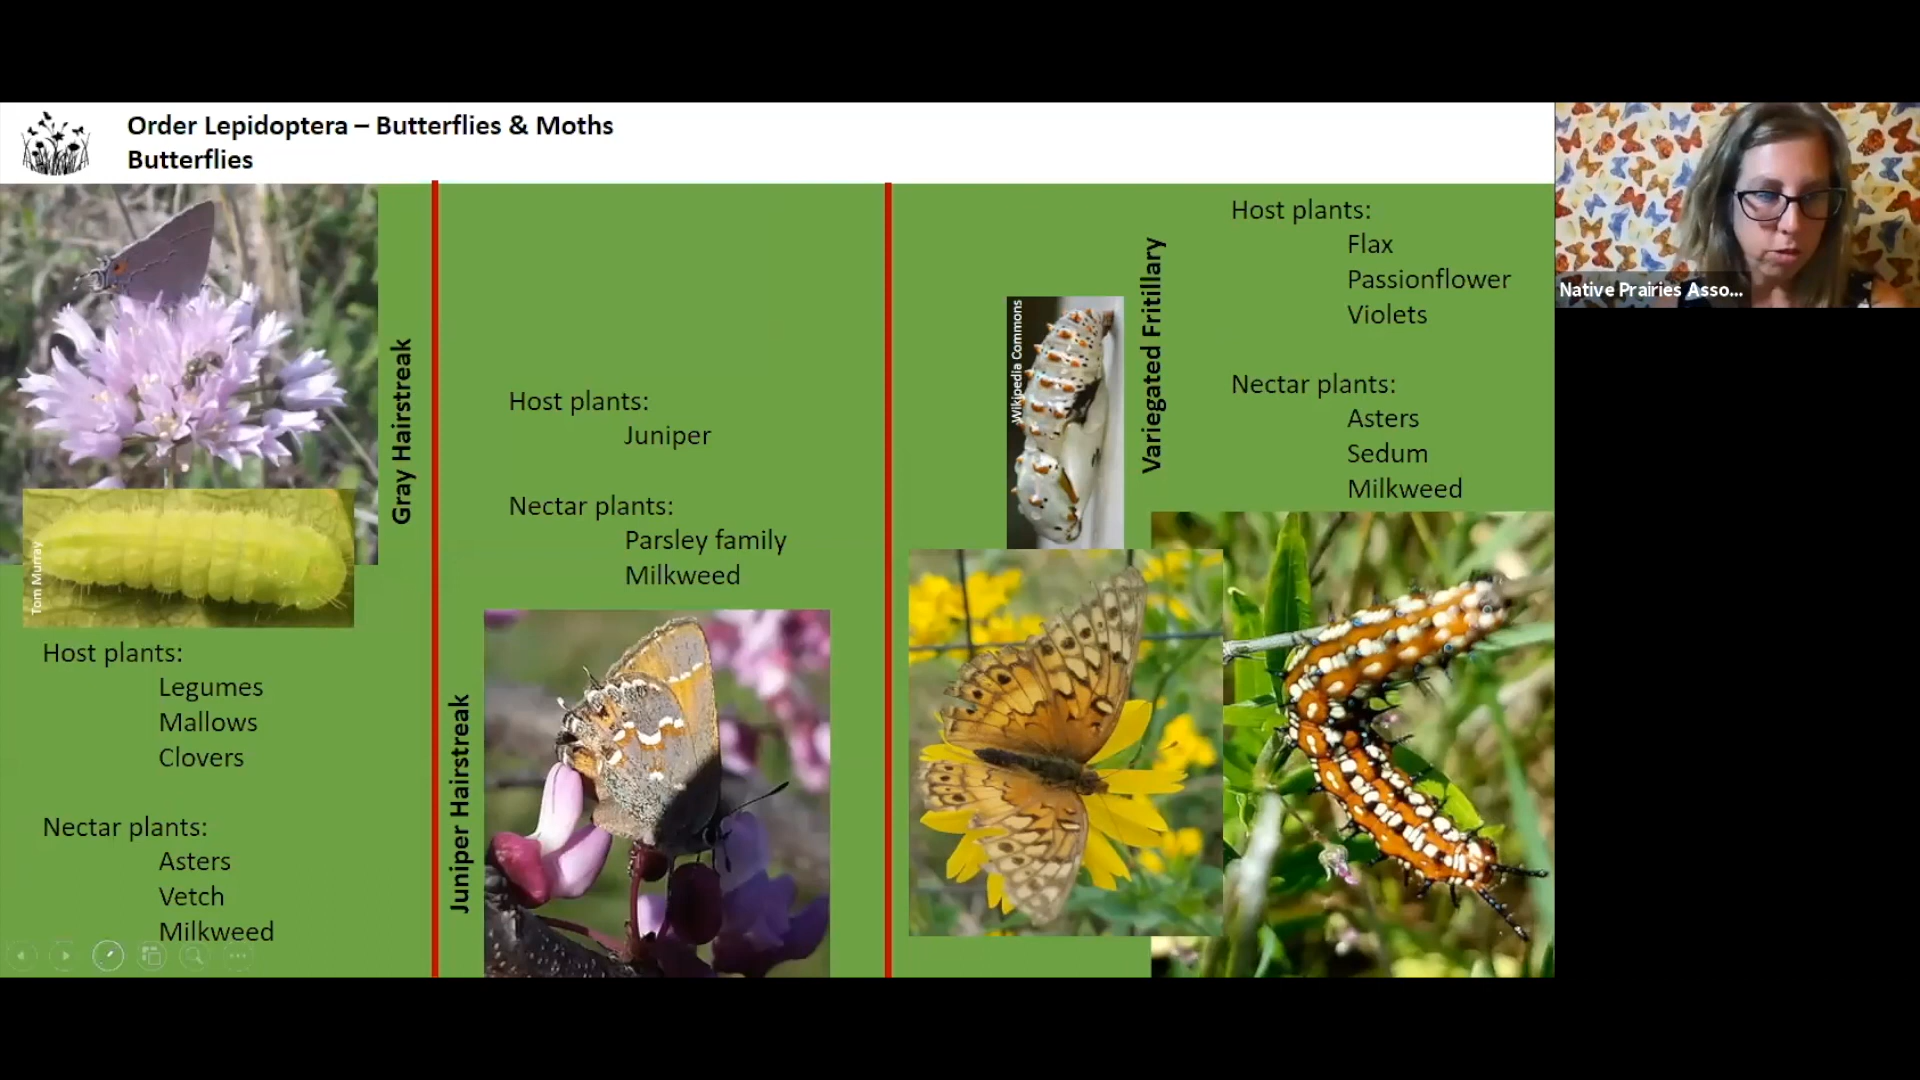 Order Lepidoptera – Butterflies & Moths
Butterflies
Gray Hairstreak
Tom Murray
Host plants:
Legumes
Mallows
Clovers
Nectar plants:
Asters
Vetch
Milkweed
Host plants:
Juniper
Nectar plants:
Parsley family
Milkweed
Juniper Hairstreak
Wikipedia Commons
Variegated Fritillary
Host plants:
Flax
Passionflower
Violets
Nectar plants:
Asters
Sedum
Milkweed
Native Prairies Asso...